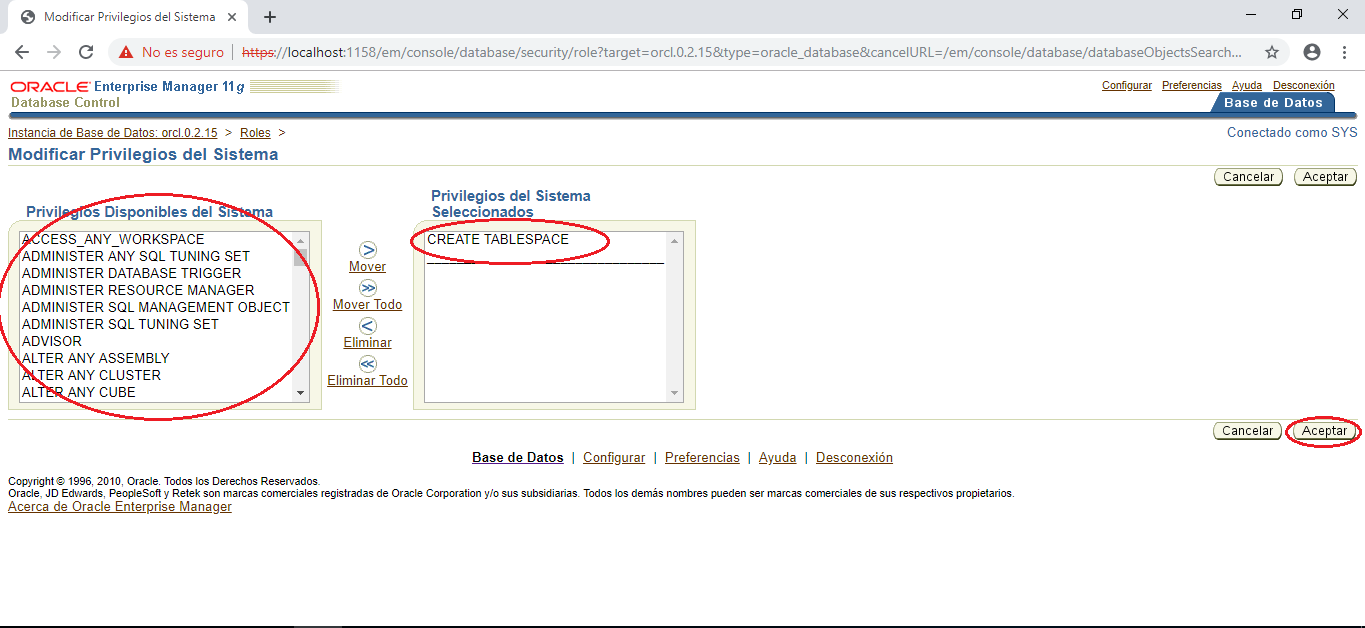 Modificar Privilegios del Sistema
No es seguro | https://localhost:1158/em/console/database/security/role?target=orcl.0.2.15&type=oracle_database&cancelURL=/em/console/database/databaseObjectsSearch...
ORACLE Enterprise Manager 11g
Database Control
Configurar Preferencias Ayuda Desconexión
Base de Datos
Instancia de Base de Datos: orcl.0.2.15 > Roles >
Conectado como SYS
Modificar Privilegios del Sistema
Cancelar Aceptar
Privilegios Disponibles del Sistema
ACCESS_ANY_WORKSPACE
ADMINISTER ANY SQL TUNING SET
ADMINISTER DATABASE TRIGGER
ADMINISTER RESOURCE MANAGER
ADMINISTER SQL MANAGEMENT OBJECT
ADMINISTER SQL TUNING SET
ADVISOR
ALTER ANY ASSEMBLY
ALTER ANY CLUSTER
ALTER ANY CUBE
Mover
Mover Todo
Eliminar
Eliminar Todo
Privilegios del Sistema
Seleccionados
CREATE TABLESPACE
Cancelar Aceptar
Base de Datos | Configurar | Preferencias | Ayuda | Desconexión
Copyright © 1996, 2010, Oracle. Todos los Derechos Reservados.
Oracle, JD Edwards, PeopleSoft y Retek son marcas comerciales registradas de Oracle Corporation y/o sus subsidiarias. Todos los demás nombres pueden ser marcas comerciales de sus respectivos propietarios.
Acerca de Oracle Enterprise Manager